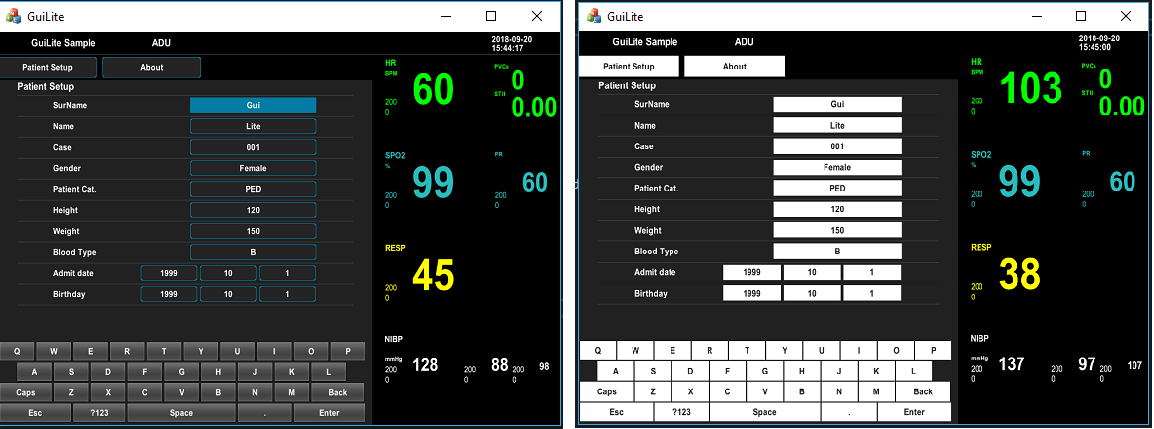 GuiLite
GuiLite Sample ADU 2018-09-20
15:44:17
Patient Setup About
Patient Setup
SurName Gui
Name Lite
Case 001
Gender Female
Patient Cat. PED
Height 120
Weight 150
Blood Type B
Admit date 1999 10 1
Birthday 1999 10 1
Q W E R T Y U I O P
A S D F G H J K L
Caps Z X C V B N M Back
Esc ?123 Space . Enter
HR
BPM
200
0
60
PVCs
0
STII
0.00
SPO2
%
200
0
99
PR
200
0
60
RESP
200
0
45
NIBP
mmHg
200
0
128
200
0
88
200
0
98
GuiLite
GuiLite Sample ADU 2018-09-20
15:45:00
Patient Setup About
Patient Setup
SurName Gui
Name Lite
Case 001
Gender Female
Patient Cat. PED
Height 120
Weight 150
Blood Type B
Admit date 1999 10 1
Birthday 1999 10 1
Q W E R T Y U I O P
A S D F G H J K L
Caps Z X C V B N M Back
Esc ?123 Space . Enter
HR
BPM
200
0
103
PVCs
0
STII
0.00
SPO2
%
200
0
99
PR
200
0
60
RESP
200
0
38
NIBP
mmHg
200
0
137
200
0
97
200
0
107